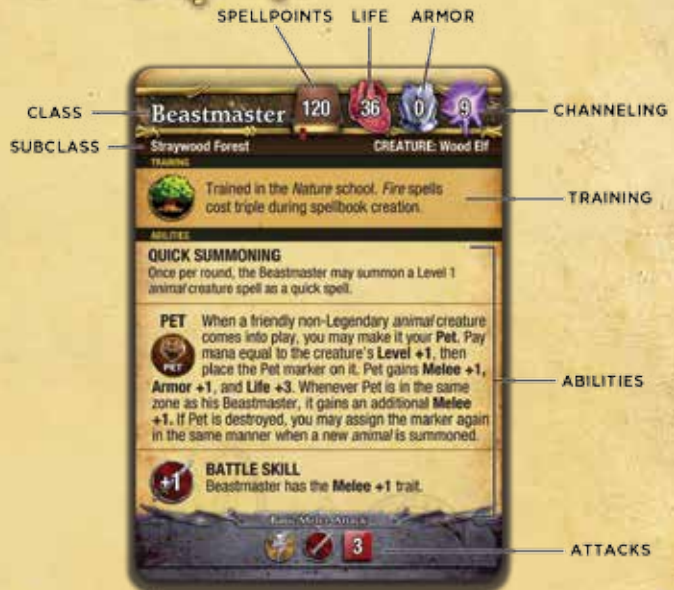 SPELLPOINTS LIFE ARMOR
CLASS
Beastmaster 120 36 0 9
CHANNELING
SUBCLASS
Straywood Forest CREATURE: Wood Elf
TRAINING
Trained in the Nature school. Fire spells
cost triple during spellbook creation.
TRAINING
ABILITIES
QUICK SUMMONING
Once per round, the Beastmaster may summon a Level 1
animal creature spell as a quick spell.
PET When a friendly non-Legendary animal creature
comes into play, you may make it your Pet. Pay
mana equal to the creature's Level +1, then
PET
place the Pet marker on it. Pet gains Melee +1,
Armor +1, and Life +3. Whenever Pet is in the same
zone as his Beastmaster, it gains an additional Melee
+1. If Pet is destroyed, you may assign the marker again
in the same manner when a new animal is summoned.
ABILITIES
+1
BATTLE SKILL
Beastmaster has the Melee +1 trait.
Basic Melee Attack
3
ATTACKS